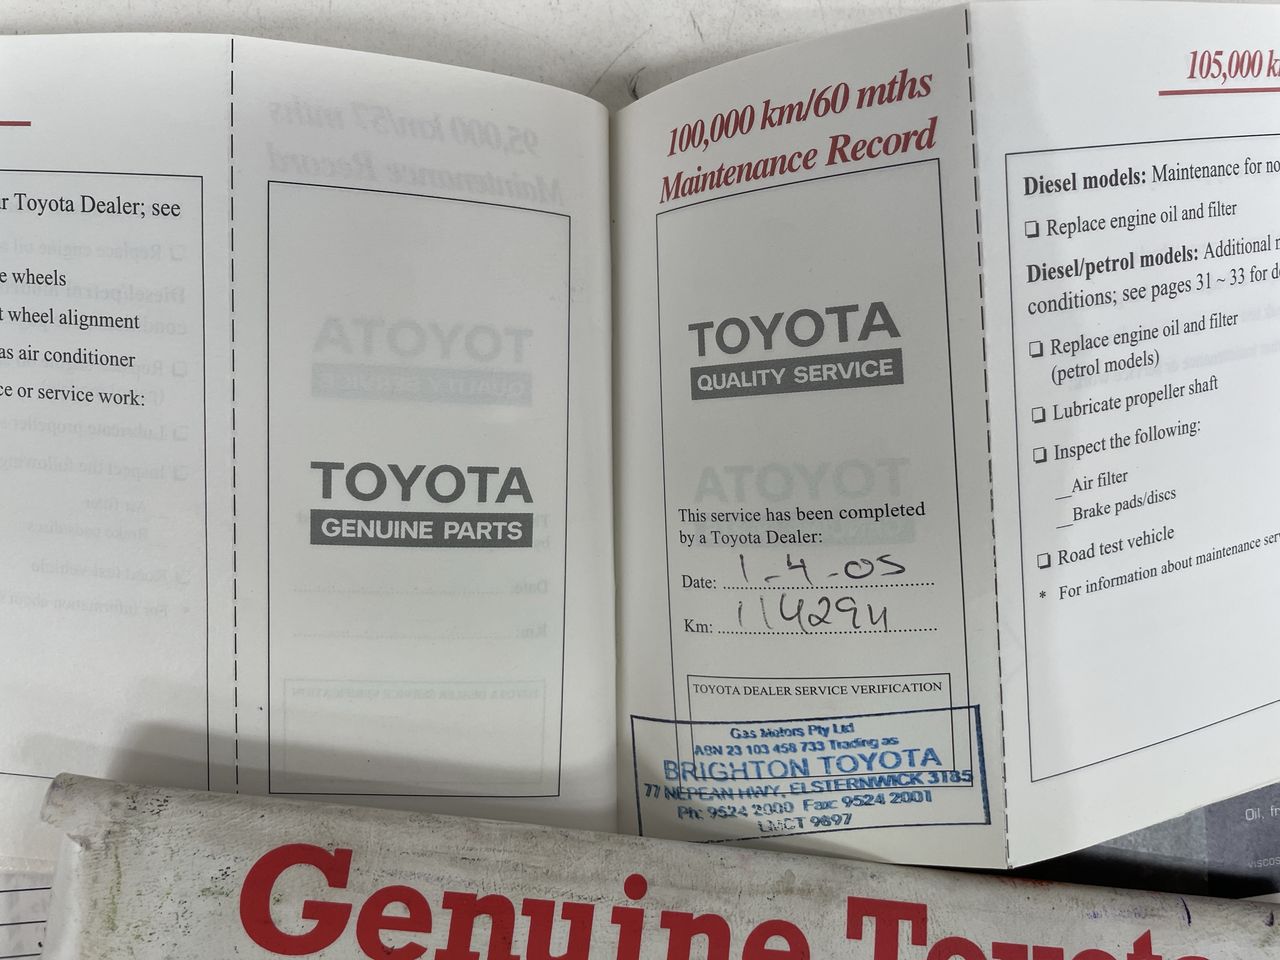 r Toyota Dealer; see
e wheels
t wheel alignment
as air conditioner
ce or service work:
TOYOTA
GENUINE PARTS
100,000 km/60 mths
Maintenance Record
TOYOTA
QUALITY SERVICE
This service has been completed
by a Toyota Dealer:
Date: 1-4-05
Km: 114294
TOYOTA DEALER SERVICE VERIFICATION
Gas Motors Pty Ltd
ABN 23 103 458 733 Trading as
BRIGHTON TOYOTA
77 NEPEAN HWY, ELSTERNWICK 3185
Ph: 9524 2000 Fax: 9524 2001
LMCT 9697
105,000 k
Diesel models: Maintenance for no
❏ Replace engine oil and filter
Diesel/petrol models: Additional
conditions; see pages 31 ~ 33 for d
❏ Replace engine oil and filter
(petrol models)
❏ Lubricate propeller shaft
❏ Inspect the following:
__Air filter
__Brake pads/discs
❏ Road test vehicle
* For information about maintenance ser
Oil, fr
viscos
Genuine Toyota